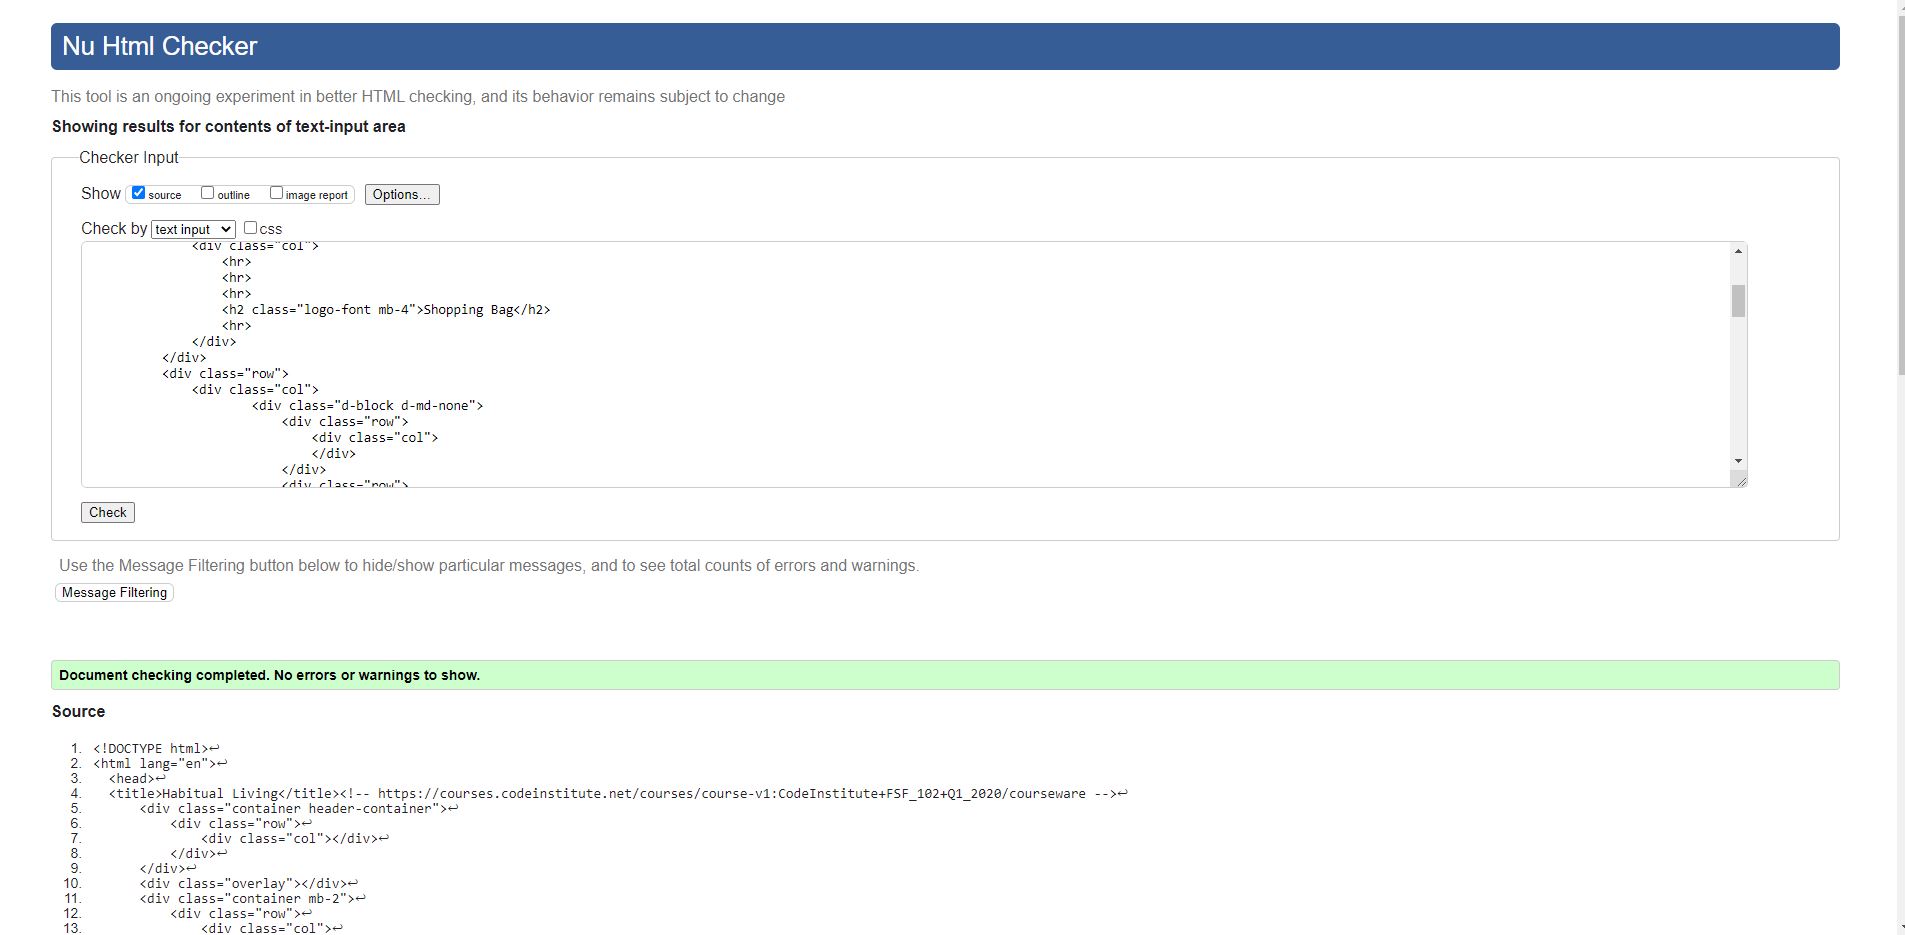 Nu Html Checker
This tool is an ongoing experiment in better HTML checking, and its behavior remains subject to change
Showing results for contents of text-input area
Checker Input
Show source outline image report Options...
Check by text input css
<div class="col">
<hr>
<hr>
<hr>
<h2 class="logo-font mb-4">Shopping Bag</h2>
<hr>
</div>
</div>
<div class="row">
<div class="col">
<div class="d-block d-md-none">
<div class="row">
<div class="col">
</div>
</div>
<div class="row">
Check
Use the Message Filtering button below to hide/show particular messages, and to see total counts of errors and warnings.
Message Filtering
Document checking completed. No errors or warnings to show.
Source
1. <!DOCTYPE html>↩
2. <html lang="en">↩
3. <head>↩
4. <title>Habitual Living</title><!-- https://courses.codeinstitute.net/courses/course-v1:CodeInstitute+FSF_102+Q1_2020/courseware -->↩
5. <div class="container header-container">↩
6. <div class="row">↩
7. <div class="col"></div>↩
8. </div>↩
9. </div>↩
10. <div class="overlay"></div>↩
11. <div class="container mb-2">↩
12. <div class="row">↩
13. <div class="col">↩